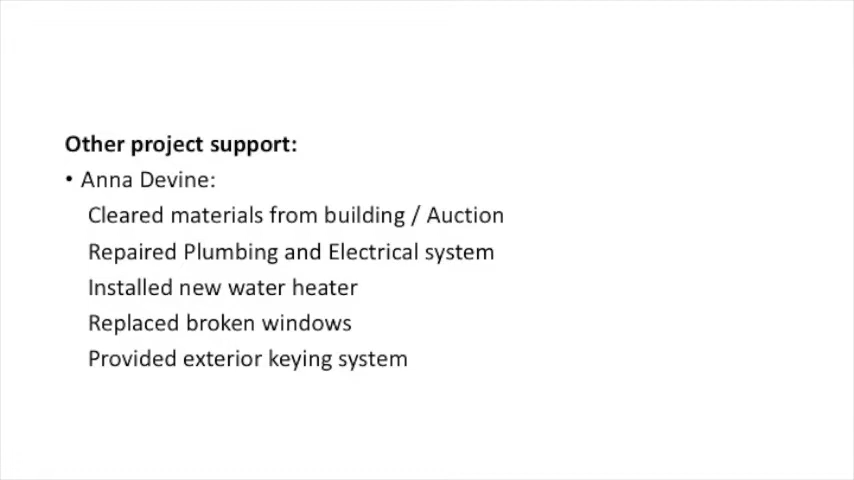 Other project support:
• Anna Devine:
Cleared materials from building / Auction
Repaired Plumbing and Electrical system
Installed new water heater
Replaced broken windows
Provided exterior keying system